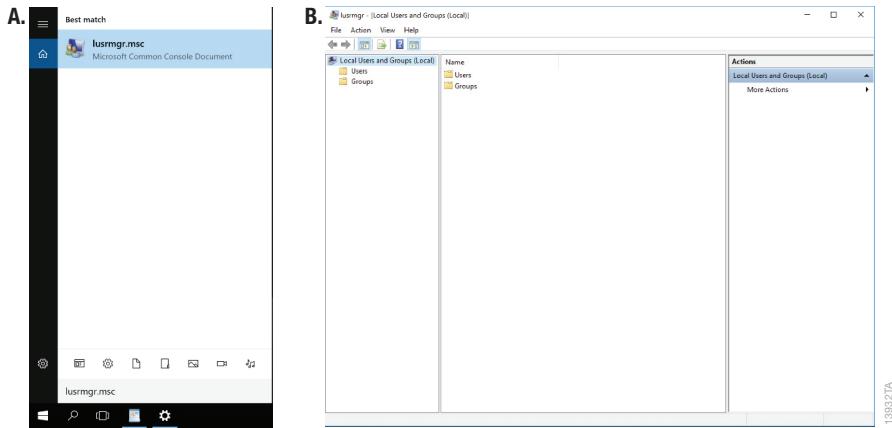 A.
Best match
lusrmgr.msc
Microsoft Common Console Document
lusrmgr.msc
B.
lusrmgr - [Local Users and Groups (Local)]
File Action View Help
Local Users and Groups (Local)
Users
Groups
Name
Users
Groups
Actions
Local Users and Groups (Local)
More Actions
13932TA